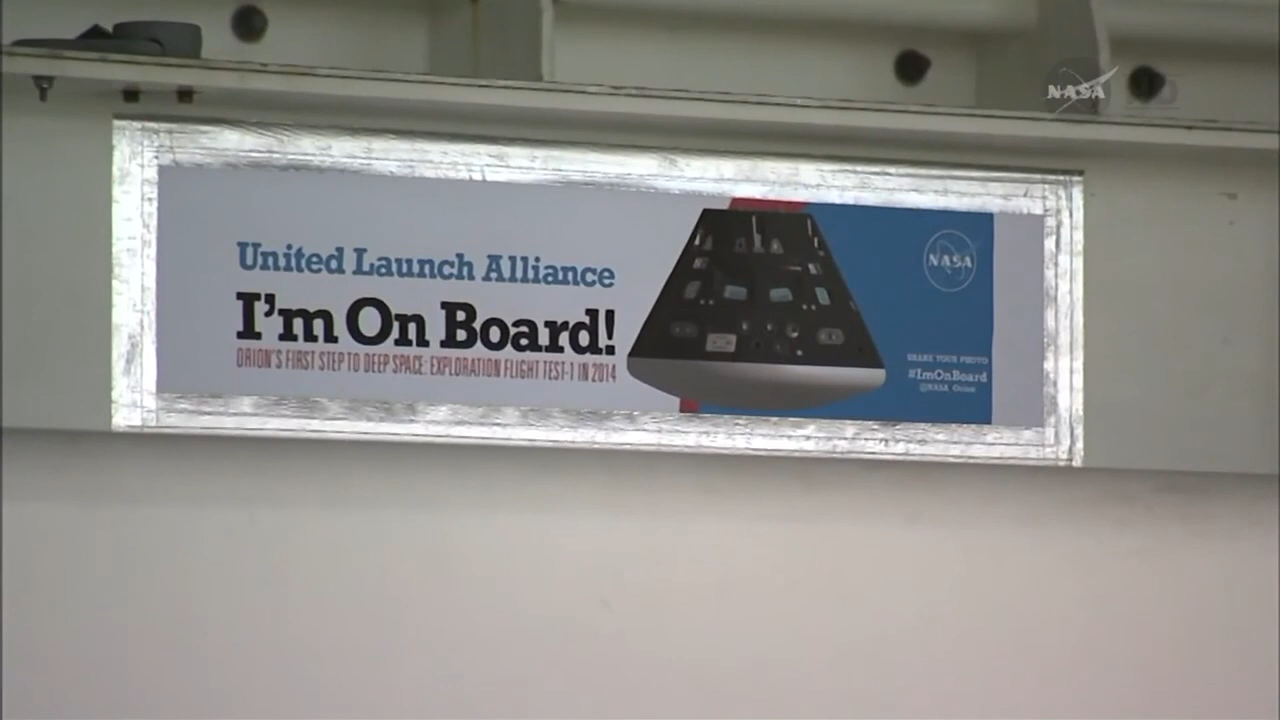 NASA
United Launch Alliance
I'm On Board!
ORION'S FIRST STEP TO DEEP SPACE: EXPLORATION FLIGHT TEST-1 IN 2014
NASA
SHARE YOUR PHOTO
#ImOnBoard
@NASA_Orion